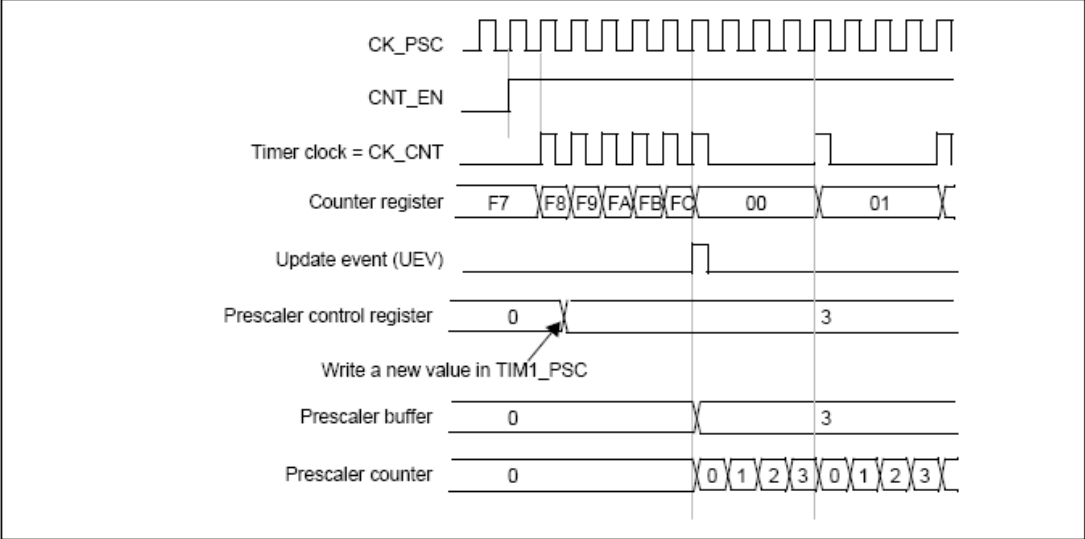 CK_PSC
CNT_EN
Timer clock = CK_CNT
Counter register F7 F8 F9 FA FB FC 00 01
Update event (UEV)
Prescaler control register 0 3
Write a new value in TIM1_PSC
Prescaler buffer 0 3
Prescaler counter 0 0 1 2 3 0 1 2 3